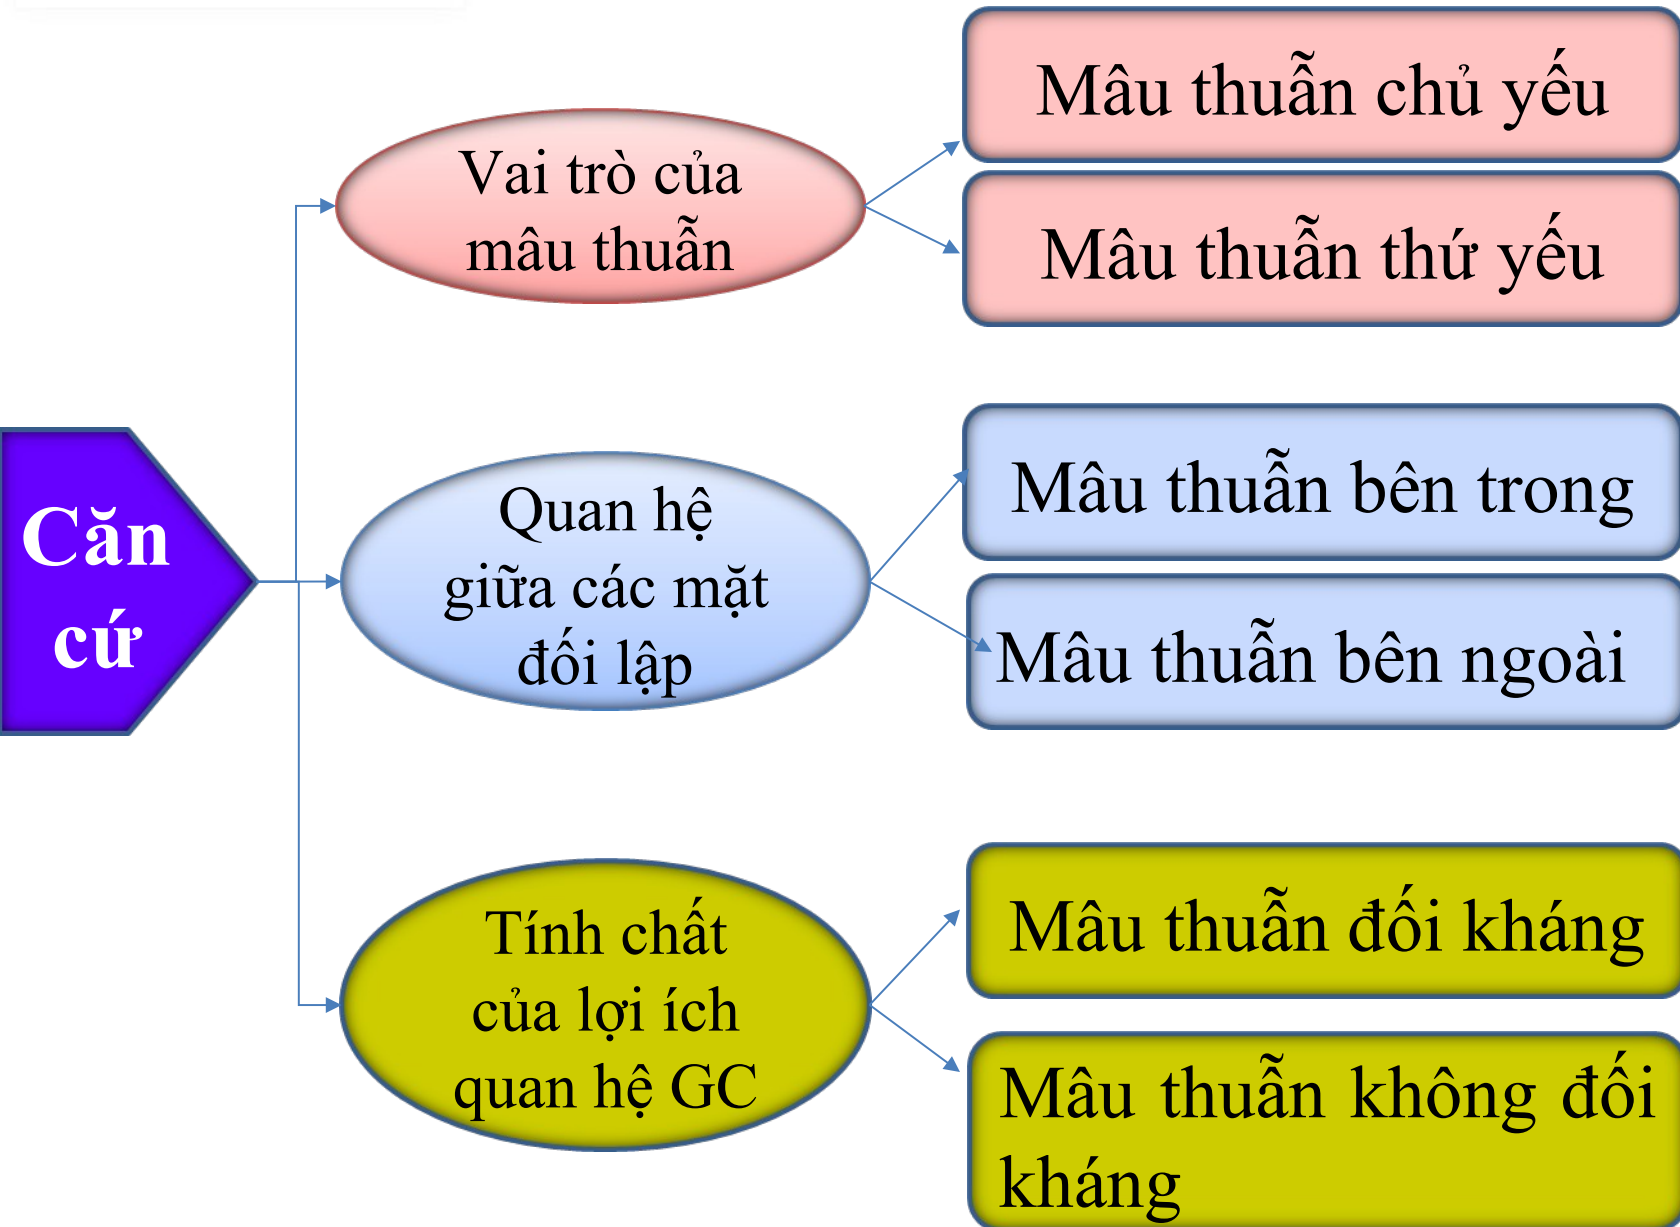 Căn
cứ
Vai trò của
mâu thuẫn
Mâu thuẫn chủ yếu
Mâu thuẫn thứ yếu
Quan hệ
giữa các mặt
đối lập
Mâu thuẫn bên trong
Mâu thuẫn bên ngoài
Tính chất
của lợi ích
quan hệ GC
Mâu thuẫn đối kháng
Mâu thuẫn không đối
kháng